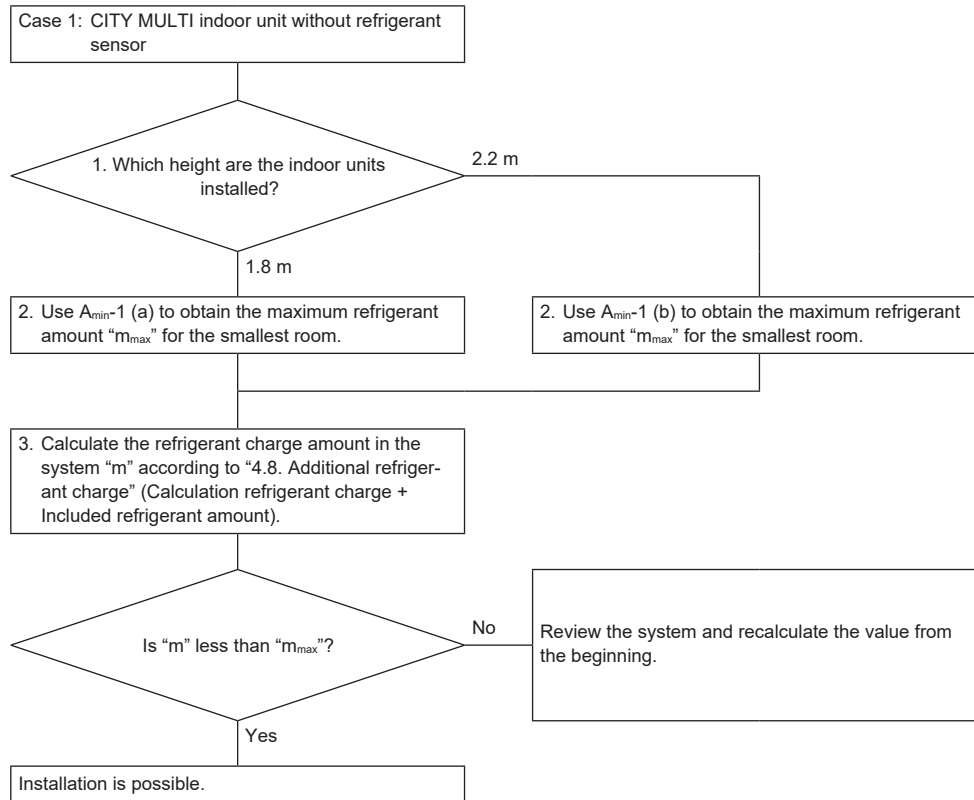 Case 1: CITY MULTI indoor unit without refrigerant
sensor
1. Which height are the indoor units
installed?
2.2 m
1.8 m
2. Use Amin-1 (a) to obtain the maximum refrigerant
amount “mmax” for the smallest room.
2. Use Amin-1 (b) to obtain the maximum refrigerant
amount “mmax” for the smallest room.
3. Calculate the refrigerant charge amount in the
system “m” according to “4.8. Additional refriger-
ant charge” (Calculation refrigerant charge +
Included refrigerant amount).
Is “m” less than “mmax”?
No
Review the system and recalculate the value from
the beginning.
Yes
Installation is possible.